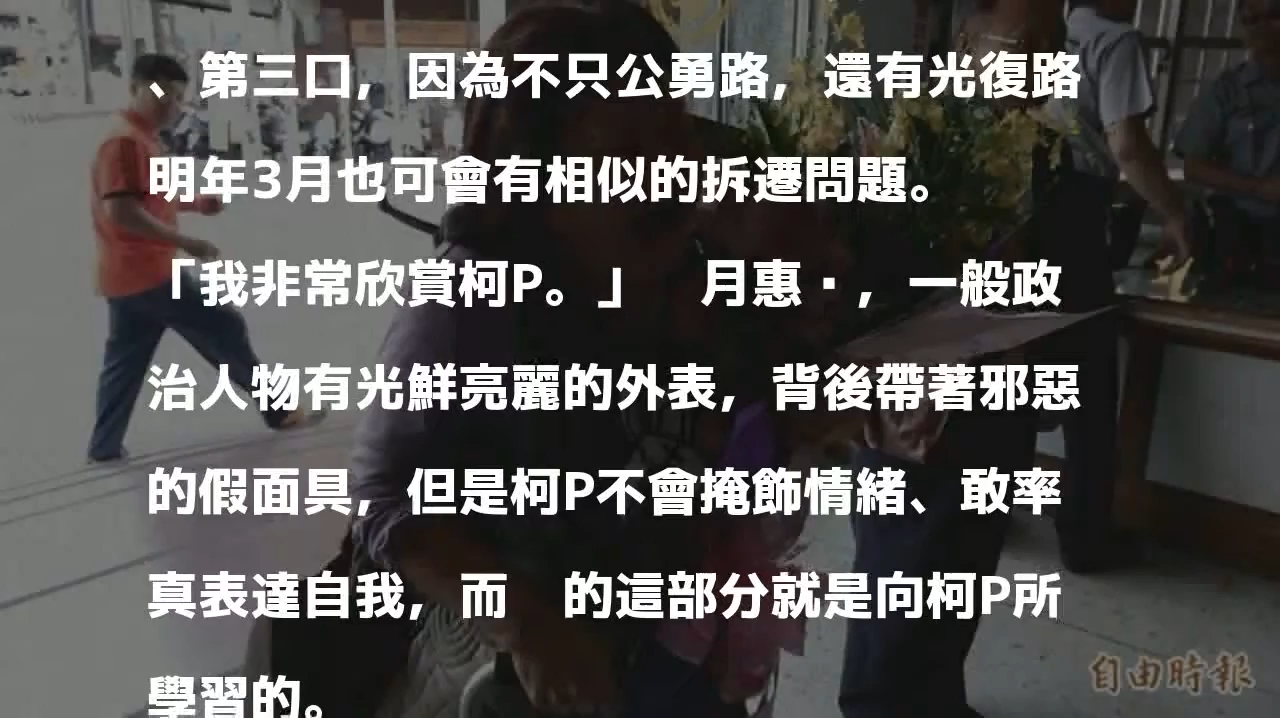 、第三口，因為不只公勇路，還有光復路
明年3月也可會有相似的拆遷問題。
「我非常欣賞柯P。」　月惠▪，一般政
治人物有光鮮亮麗的外表，背後帶著邪惡
的假面具，但是柯P不會掩飾情緒、敢率
真表達自我，而　的這部分就是向柯P所
學習的。
自由時報